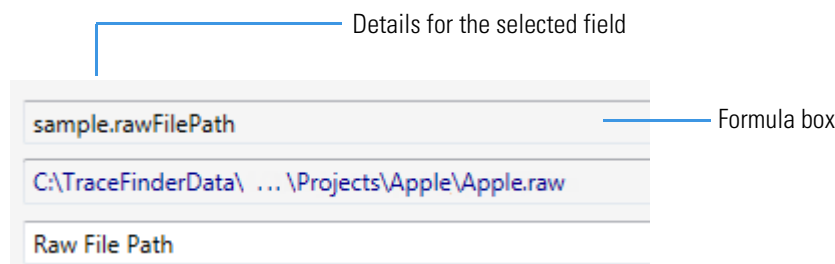 Details for the selected field
sample.rawFilePath
Formula box
C:\TraceFinderData\ ... \Projects\Apple\Apple.raw
Raw File Path